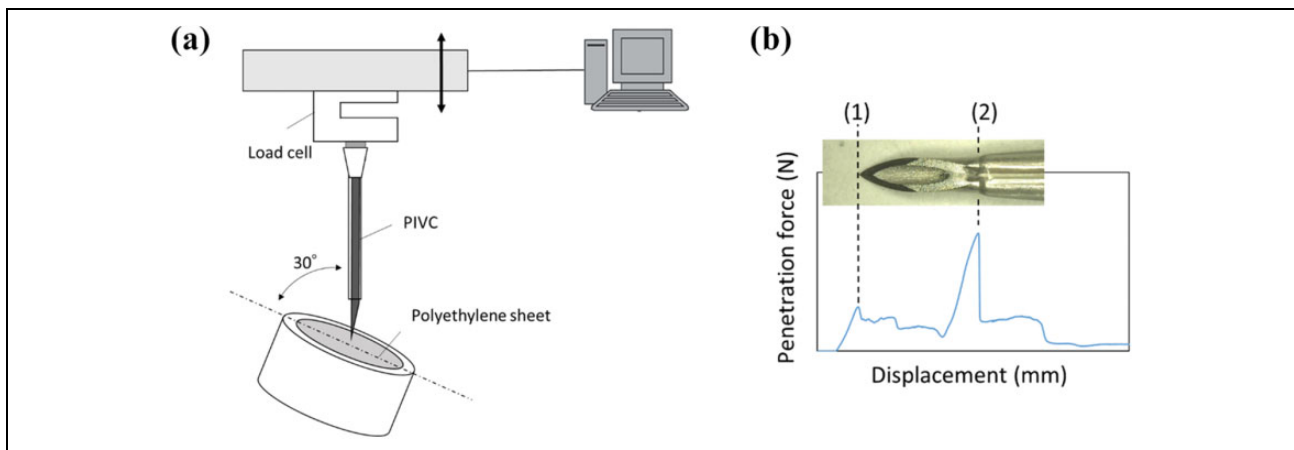 (a)
Load cell
PIVC
30°
Polyethylene sheet
(b)
(1)
(2)
Penetration force (N)
Displacement (mm)